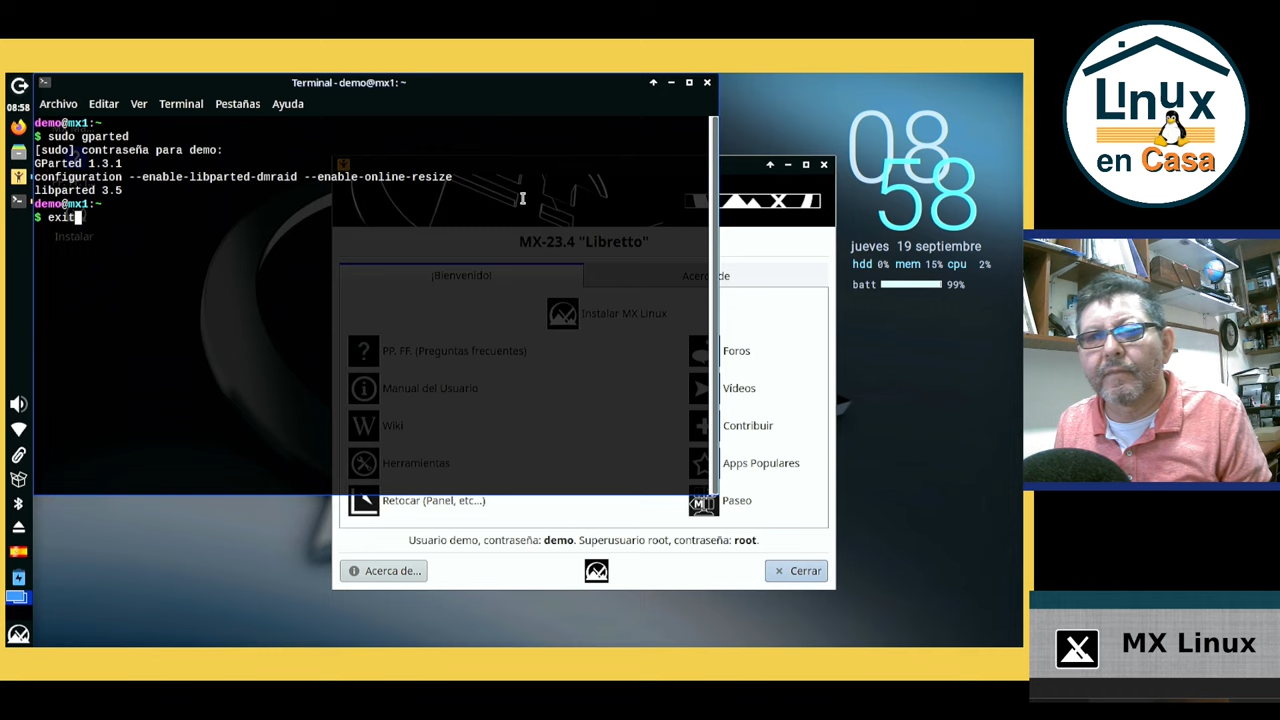 Terminal - demo@mx1: ~
08:58
Archivo Editar Ver Terminal Pestañas Ayuda
demo@mx1:~
$ sudo gparted
[sudo] contraseña para demo:
GParted 1.3.1
configuration --enable-libparted-dmraid --enable-online-resize
libparted 3.5
demo@mx1:~
$ exit
Instalar
MX-23.4 "Libretto"
¡Bienvenido!
Acerca de
Instalar MX Linux
PP. FF. (Preguntas frecuentes)
Foros
Manual del Usuario
Vídeos
Wiki
Contribuir
Herramientas
Apps Populares
Retocar (Panel, etc...)
Paseo
Usuario demo, contraseña: demo. Superusuario root, contraseña: root.
Acerca de...
Cerrar
08
58
jueves 19 septiembre
hdd 0% mem 15% cpu 2%
batt 99%
Linux
en Casa
MX Linux